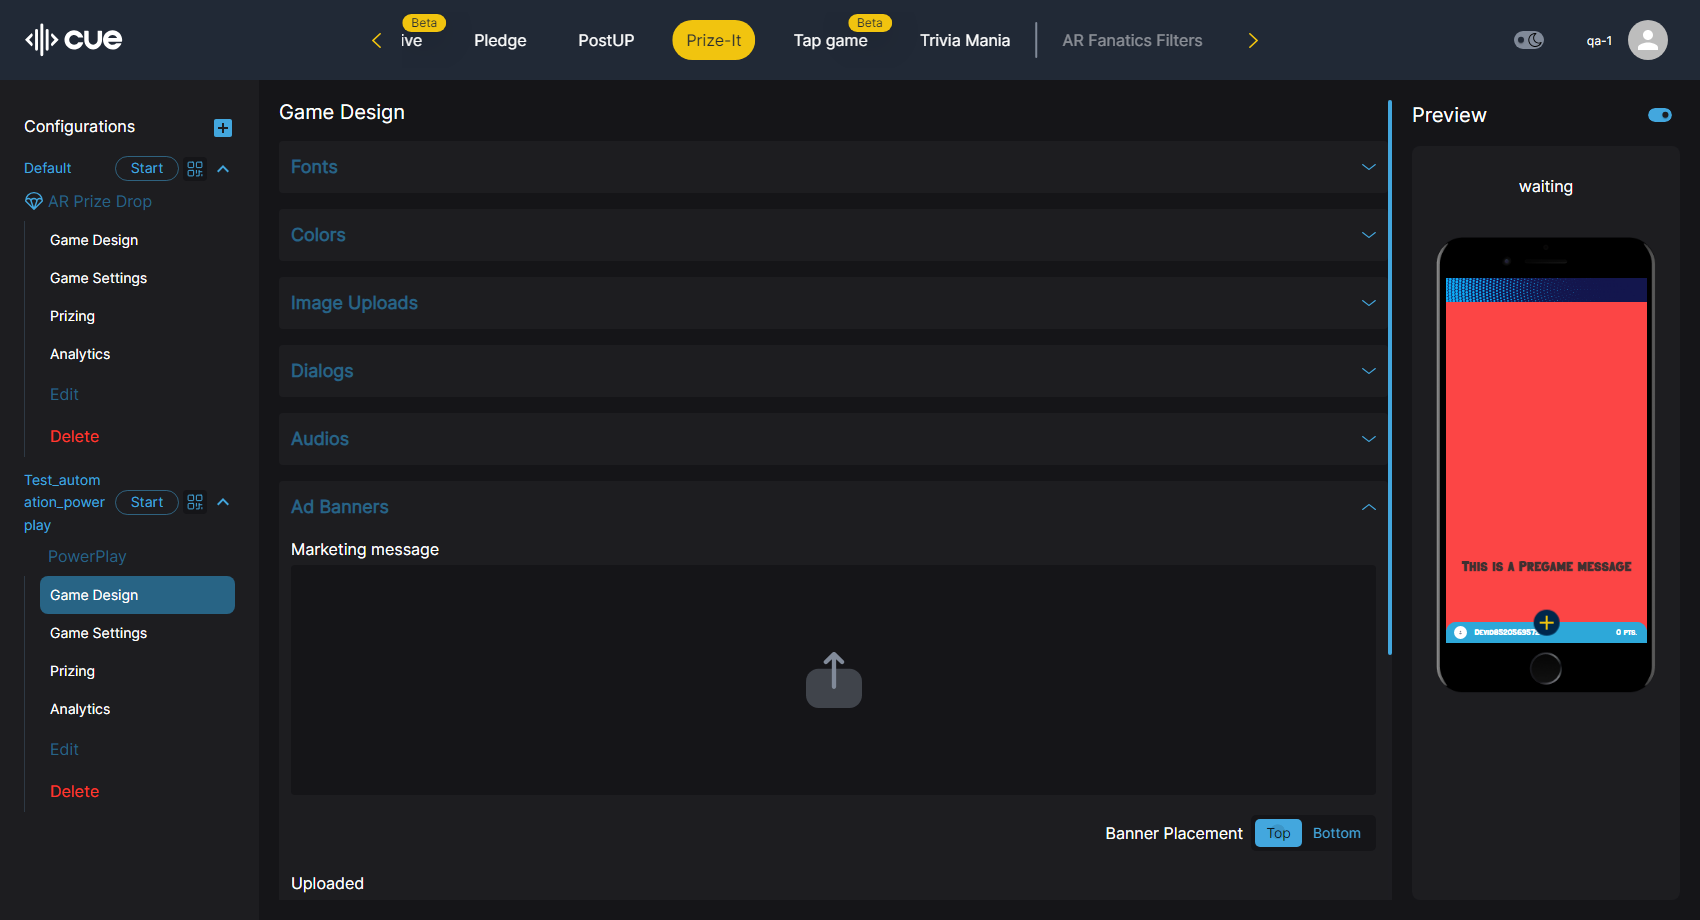 cue
Beta
Beta
ive
Pledge
PostUP
Prize-It
Tap game
Trivia Mania
AR Fanatics Filters
qa-1
Configurations
Default
Start
AR Prize Drop
Game Design
Game Settings
Prizing
Analytics
Edit
Delete
Test_autom
ation_power
play
Start
PowerPlay
Game Design
Game Settings
Prizing
Analytics
Edit
Delete
Game Design
Fonts
Colors
Image Uploads
Dialogs
Audios
Ad Banners
Marketing message
Banner Placement
Top
Bottom
Uploaded
Preview
waiting
This is a Pregame message
0 pts.